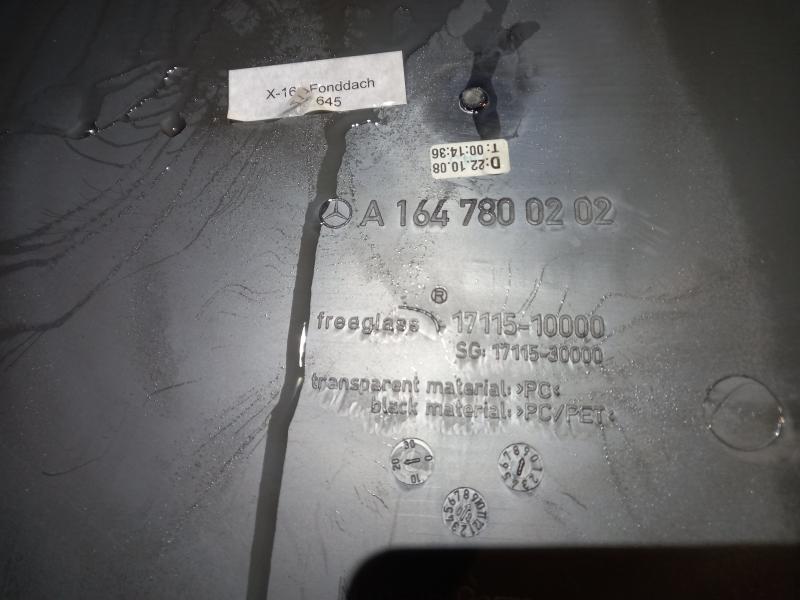 X-16 Fonddach
645
D:22.10.08
T:00:14:36
A 164 780 02 02
freeglass ® 17115-10000
SG: 17115-30000
transparent material: >PC<
black material: >PC/PET<